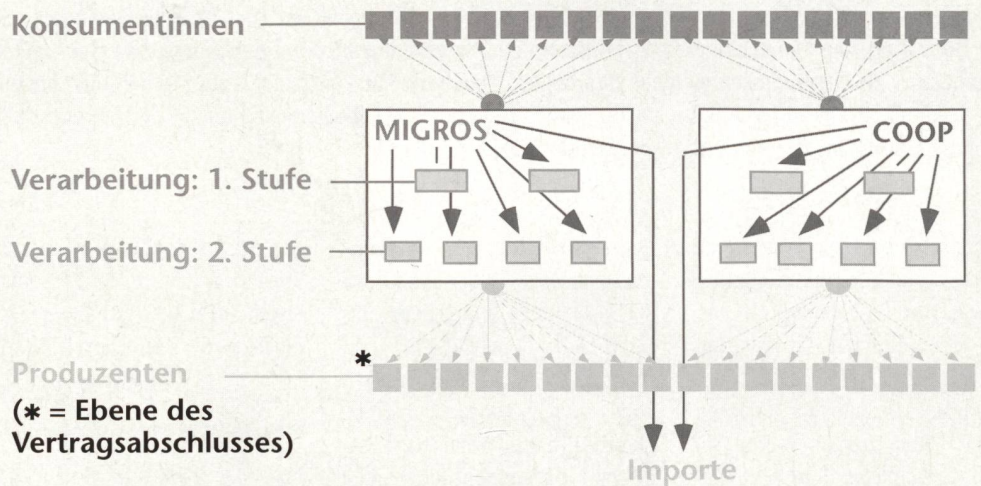 Konsumentinnen
MIGROS
COOP
Verarbeitung: 1. Stufe
Verarbeitung: 2. Stufe
*
Produzenten
(* = Ebene des
Vertragsabschlusses)
Importe